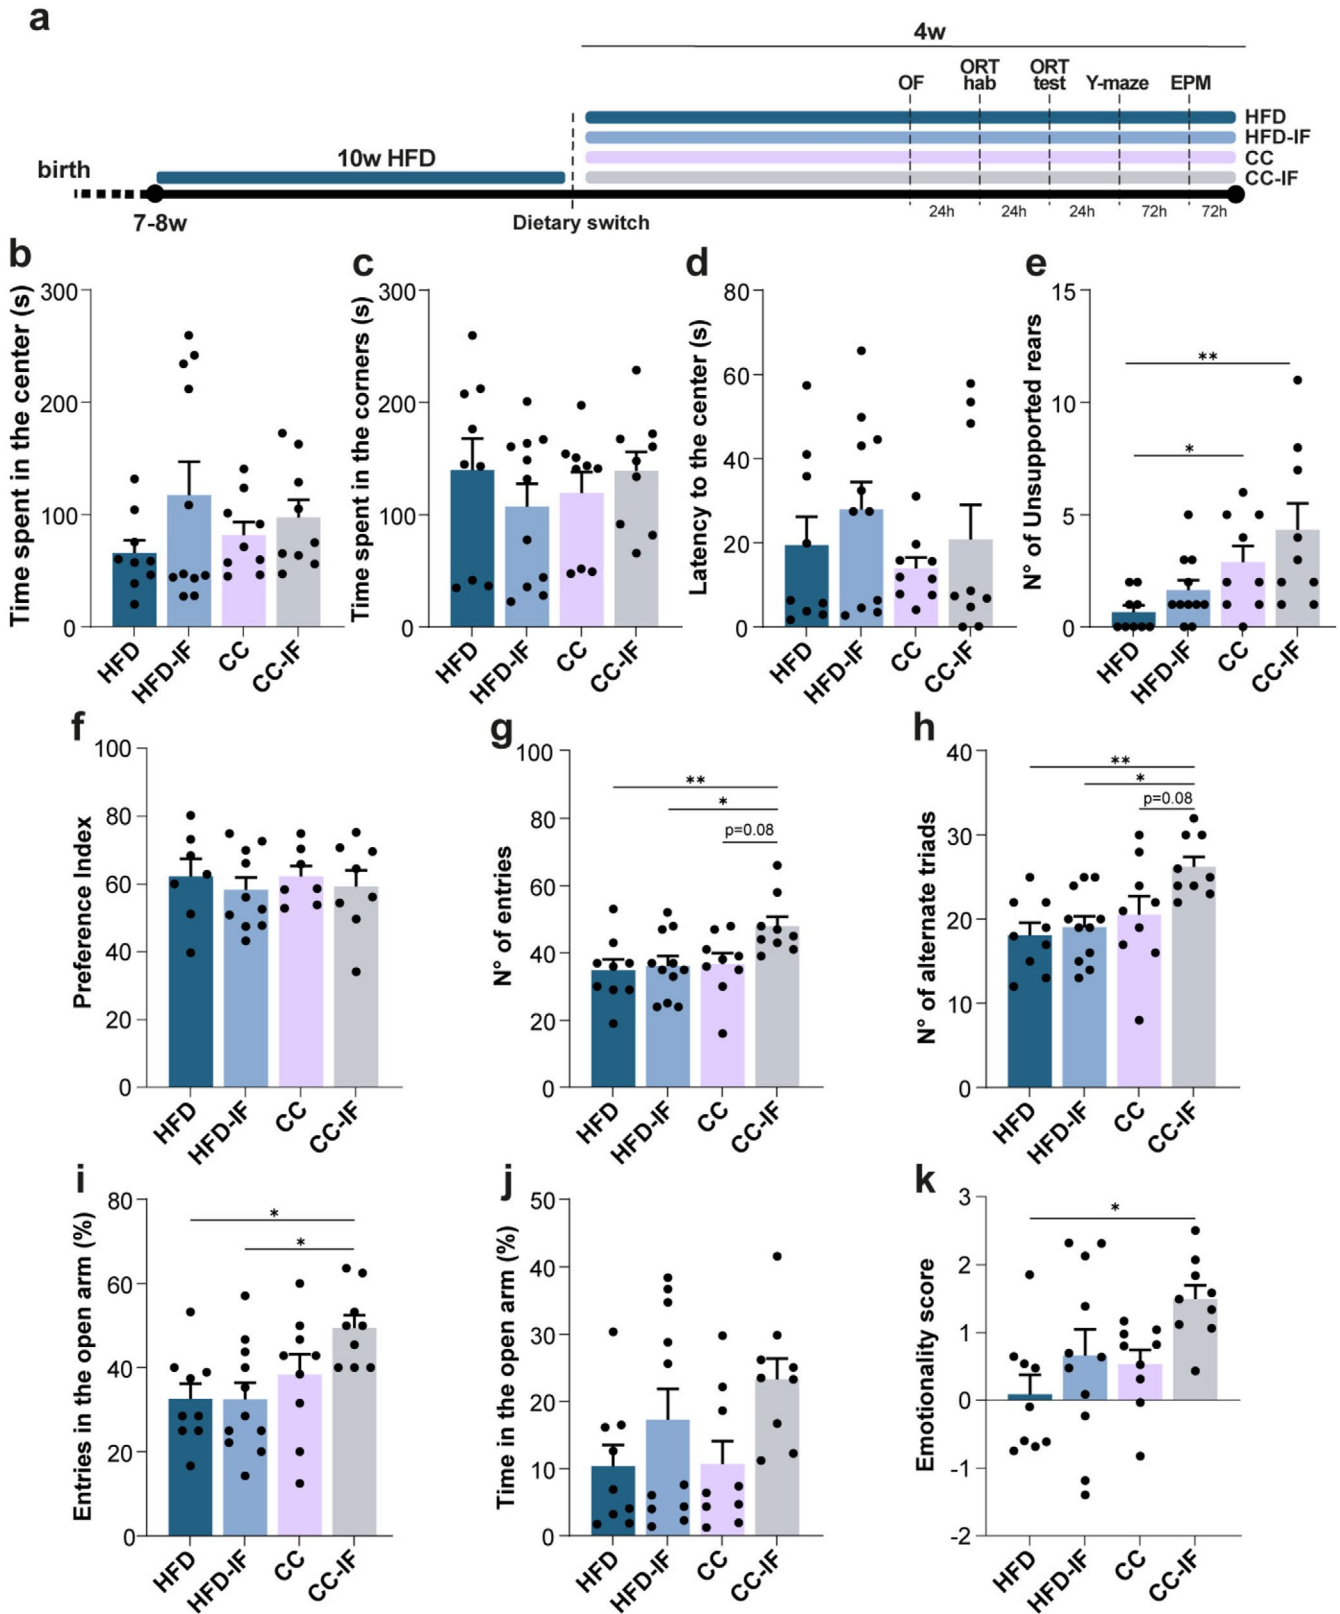 a
4w
OF
ORT
hab
ORT
test
Y-maze
EPM
HFD
HFD-IF
CC
CC-IF
birth
10w HFD
7-8w
Dietary switch
24h
24h
24h
72h
72h
b
Time spent in the center (s)
300
200
100
0
HFD
HFD-IF
CC
CC-IF
c
Time spent in the corners (s)
300
200
100
0
HFD
HFD-IF
CC
CC-IF
d
Latency to the center (s)
80
60
40
20
0
HFD
HFD-IF
CC
CC-IF
e
N° of Unsupported rears
15
10
5
0
**
*
HFD
HFD-IF
CC
CC-IF
f
Preference Index
100
80
60
40
20
0
HFD
HFD-IF
CC
CC-IF
g
N° of entries
100
80
60
40
20
0
**
*
p=0.08
HFD
HFD-IF
CC
CC-IF
h
N° of alternate triads
40
30
20
10
0
**
*
p=0.08
HFD
HFD-IF
CC
CC-IF
i
Entries in the open arm (%)
80
60
40
20
0
*
*
HFD
HFD-IF
CC
CC-IF
j
Time in the open arm (%)
50
40
30
20
10
0
HFD
HFD-IF
CC
CC-IF
k
Emotionality score
3
2
1
0
-1
-2
*
HFD
HFD-IF
CC
CC-IF